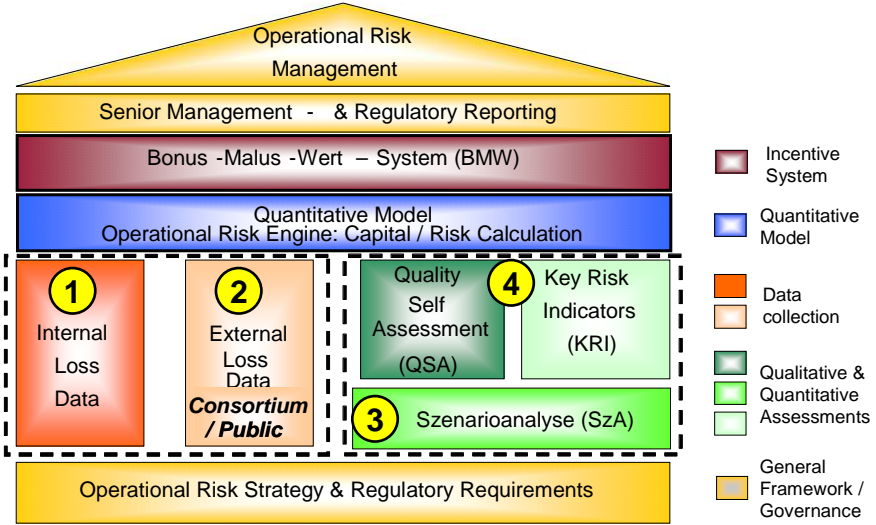 Operational Risk
Management
Senior Management - & Regulatory Reporting
Bonus -Malus -Wert – System (BMW)
Quantitative Model
Operational Risk Engine: Capital / Risk Calculation
1
Internal
Loss
Data
2
External
Loss
Data
Consortium
/ Public
Quality
Self
Assessment
(QSA)
4
Key Risk
Indicators
(KRI)
3
Szenarioanalyse (SzA)
Operational Risk Strategy & Regulatory Requirements
Incentive
System
Quantitative
Model
Data
collection
Qualitative &
Quantitative
Assessments
General
Framework /
Governance